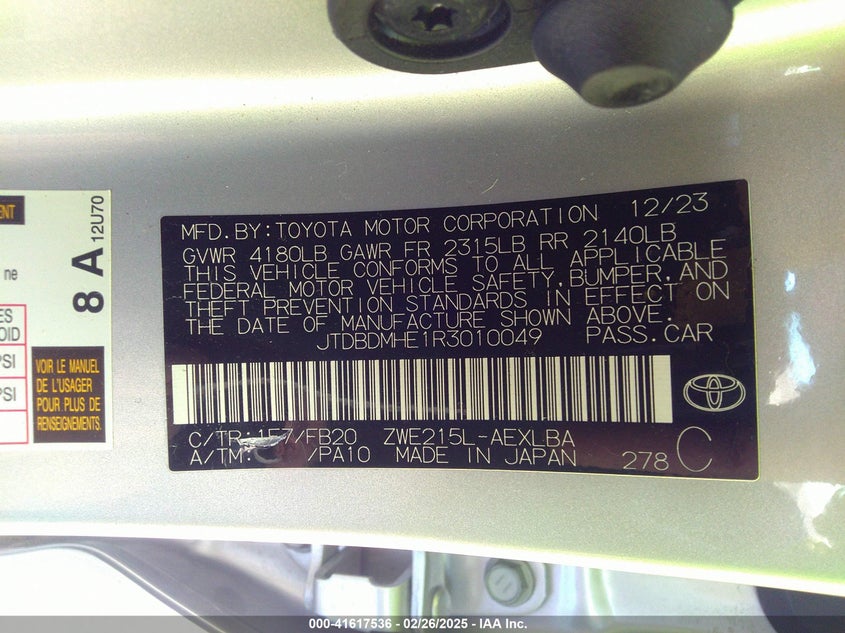 MFD. BY: TOYOTA MOTOR CORPORATION 12/23
GVWR 4180LB GAWR FR 2315LB RR 2140LB
THIS VEHICLE CONFORMS TO ALL APPLICABLE
FEDERAL MOTOR VEHICLE SAFETY, BUMPER, AND
THEFT PREVENTION STANDARDS IN EFFECT ON
THE DATE OF MANUFACTURE SHOWN ABOVE.
JTDBDMHE1R3010049 PASS. CAR
C/TR: 1F7/FB20 ZWE215L-AEXLBA
A/TM: /PA10 MADE IN JAPAN 278 C
8 A 12U70
ne
PSI
PSI
VOIR LE MANUEL
DE L'USAGER
POUR PLUS DE
RENSEIGNEMENTS.
000-41617536 - 02/26/2025 - IAA Inc.